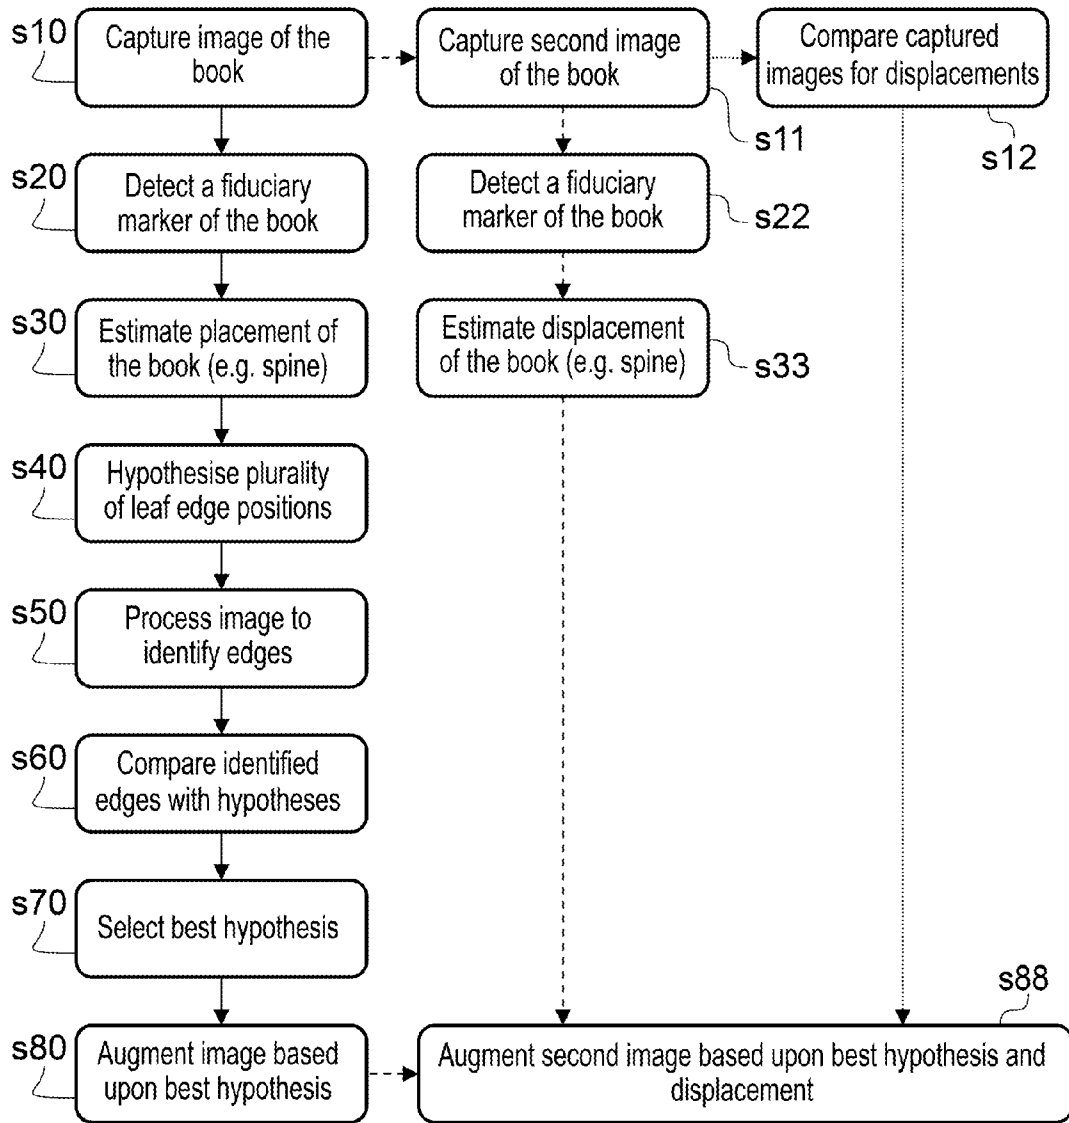 s10
Capture image of the
book
Capture second image
of the book
Compare captured
images for displacements
s11
s12
s20
Detect a fiduciary
marker of the book
Detect a fiduciary
marker of the book
s22
s30
Estimate placement of
the book (e.g. spine)
Estimate displacement
of the book (e.g. spine)
s33
s40
Hypothesise plurality
of leaf edge positions
s50
Process image to
identify edges
s60
Compare identified
edges with hypotheses
s70
Select best hypothesis
s88
s80
Augment image based
upon best hypothesis
Augment second image based upon best hypothesis and
displacement